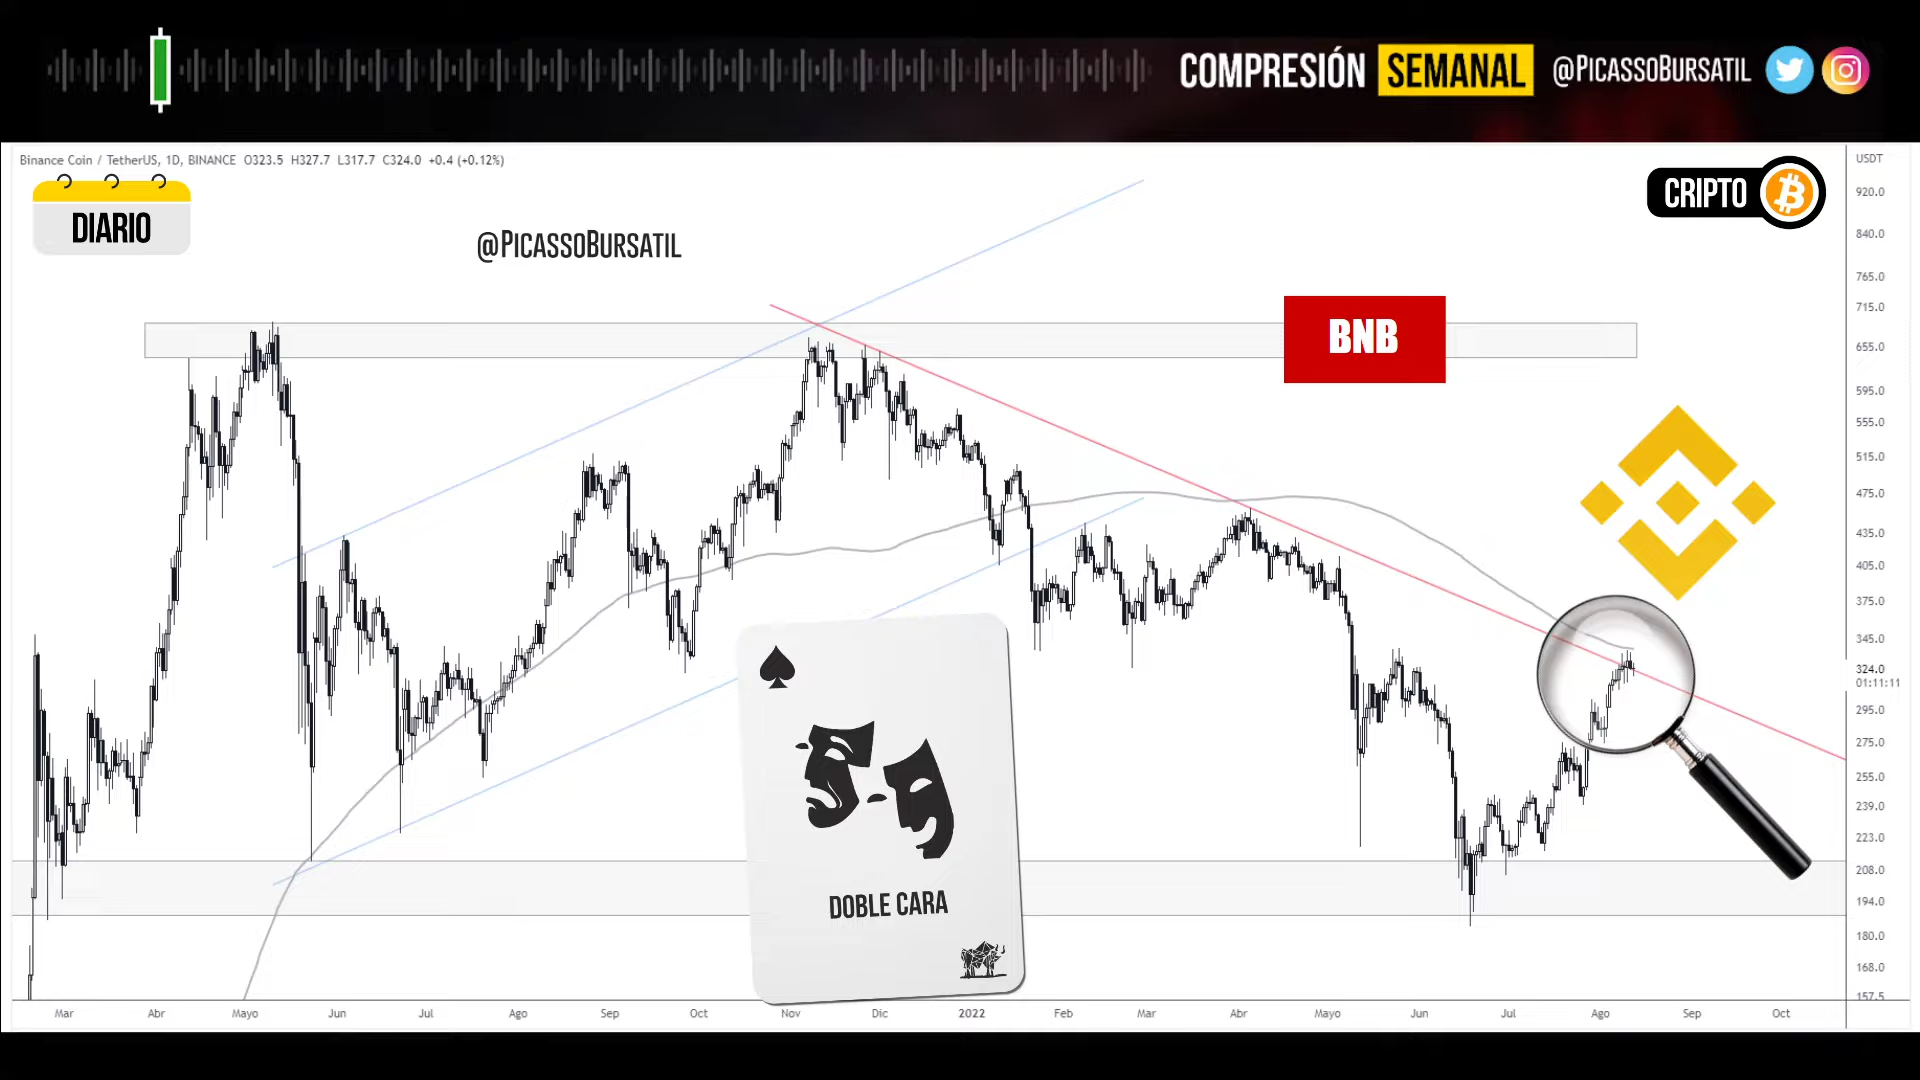 COMPRESIÓN SEMANAL @PICASSOBURSATIL
Binance Coin / TetherUS, 1D, BINANCE O323.5 H327.7 L317.7 C324.0 +0.4 (+0.12%)
USDT
DIARIO
CRIPTO
@PICASSOBURSATIL
BNB
920.0
840.0
765.0
715.0
655.0
595.0
555.0
515.0
475.0
435.0
405.0
375.0
345.0
324.0
01:11:11
295.0
275.0
255.0
239.0
223.0
208.0
194.0
180.0
168.0
157.5
DOBLE CARA
Mar Abr Mayo Jun Jul Ago Sep Oct Nov Dic 2022 Feb Mar Abr Mayo Jun Jul Ago Sep Oct